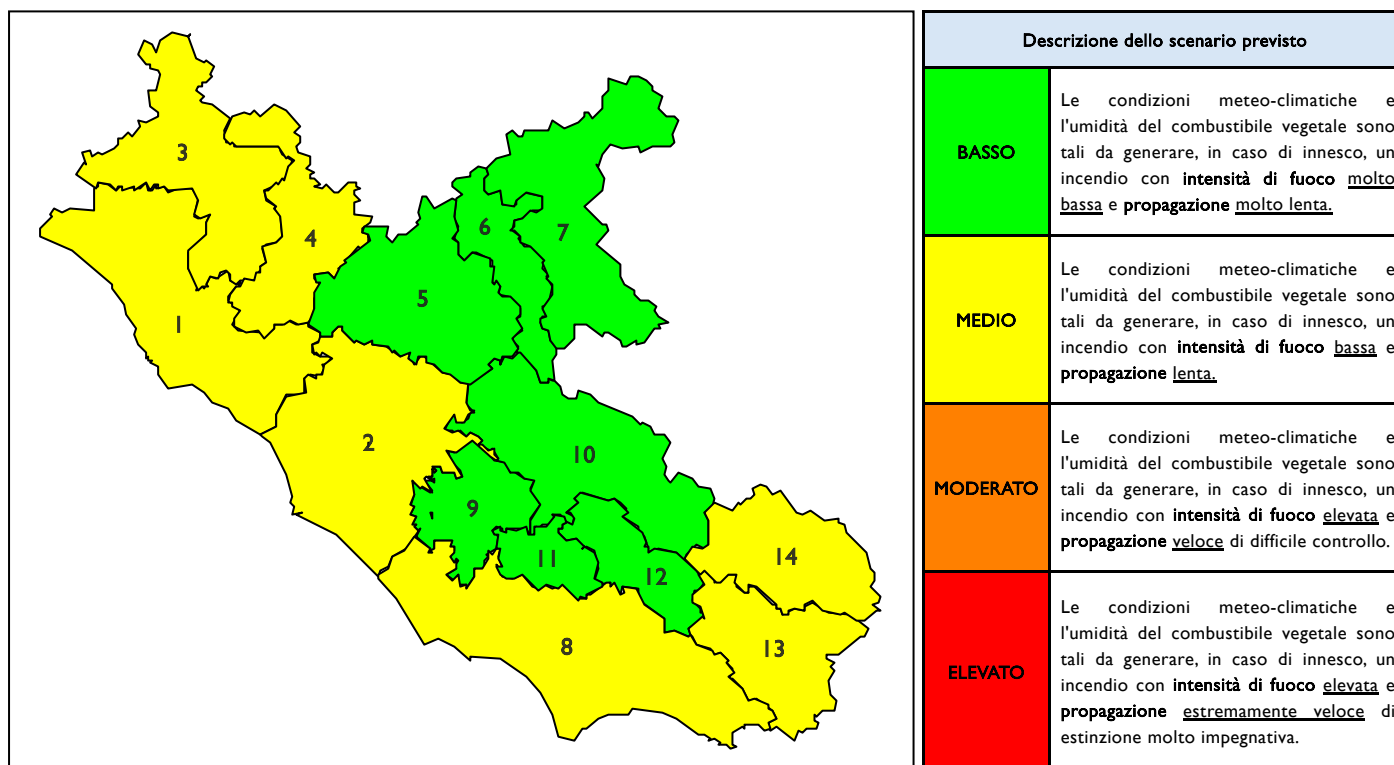 3
4
6
7
5
1
2
10
9
14
11
12
8
13
Descrizione dello scenario previsto
BASSO
Le condizioni meteo-climatiche e
l'umidità del combustibile vegetale sono
tali da generare, in caso di innesco, un
incendio con intensità di fuoco molto
bassa e propagazione molto lenta.
MEDIO
Le condizioni meteo-climatiche e
l'umidità del combustibile vegetale sono
tali da generare, in caso di innesco, un
incendio con intensità di fuoco bassa e
propagazione lenta.
MODERATO
Le condizioni meteo-climatiche e
l'umidità del combustibile vegetale sono
tali da generare, in caso di innesco, un
incendio con intensità di fuoco elevata e
propagazione veloce di difficile controllo.
ELEVATO
Le condizioni meteo-climatiche e
l'umidità del combustibile vegetale sono
tali da generare, in caso di innesco, un
incendio con intensità di fuoco elevata e
propagazione estremamente veloce di
estinzione molto impegnativa.